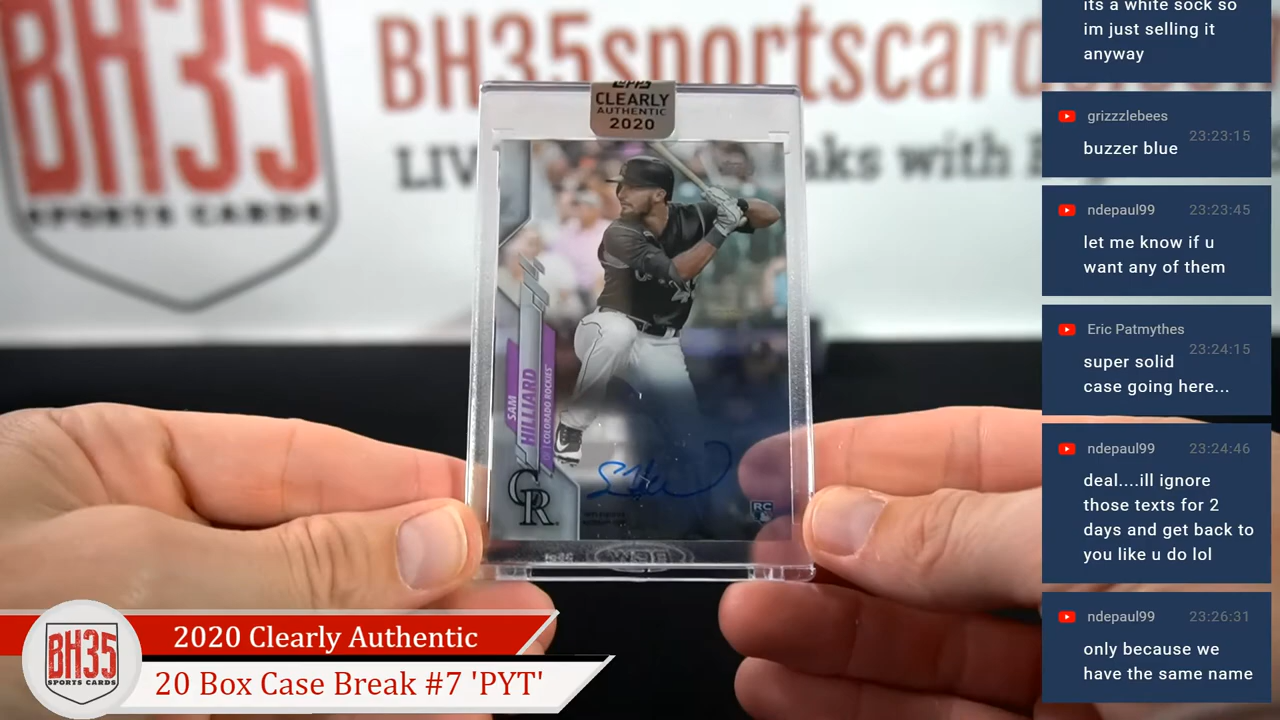 BH35
SPORTS CARDS
BH35sportscards
LIV
aks with
TOPPS
CLEARLY
AUTHENTIC
2020
SAM
HILLIARD
COLORADO ROCKIES
CR
RC
BH35
SPORTS CARDS
2020 Clearly Authentic
20 Box Case Break #7 'PYT'
its a white sock so
im just selling it
anyway
grizzzlebees
23:23:15
buzzer blue
ndepaul99 23:23:45
let me know if u
want any of them
Eric Patmythes
23:24:15
super solid
case going here...
ndepaul99 23:24:46
deal....ill ignore
those texts for 2
days and get back to
you like u do lol
ndepaul99 23:26:31
only because we
have the same name